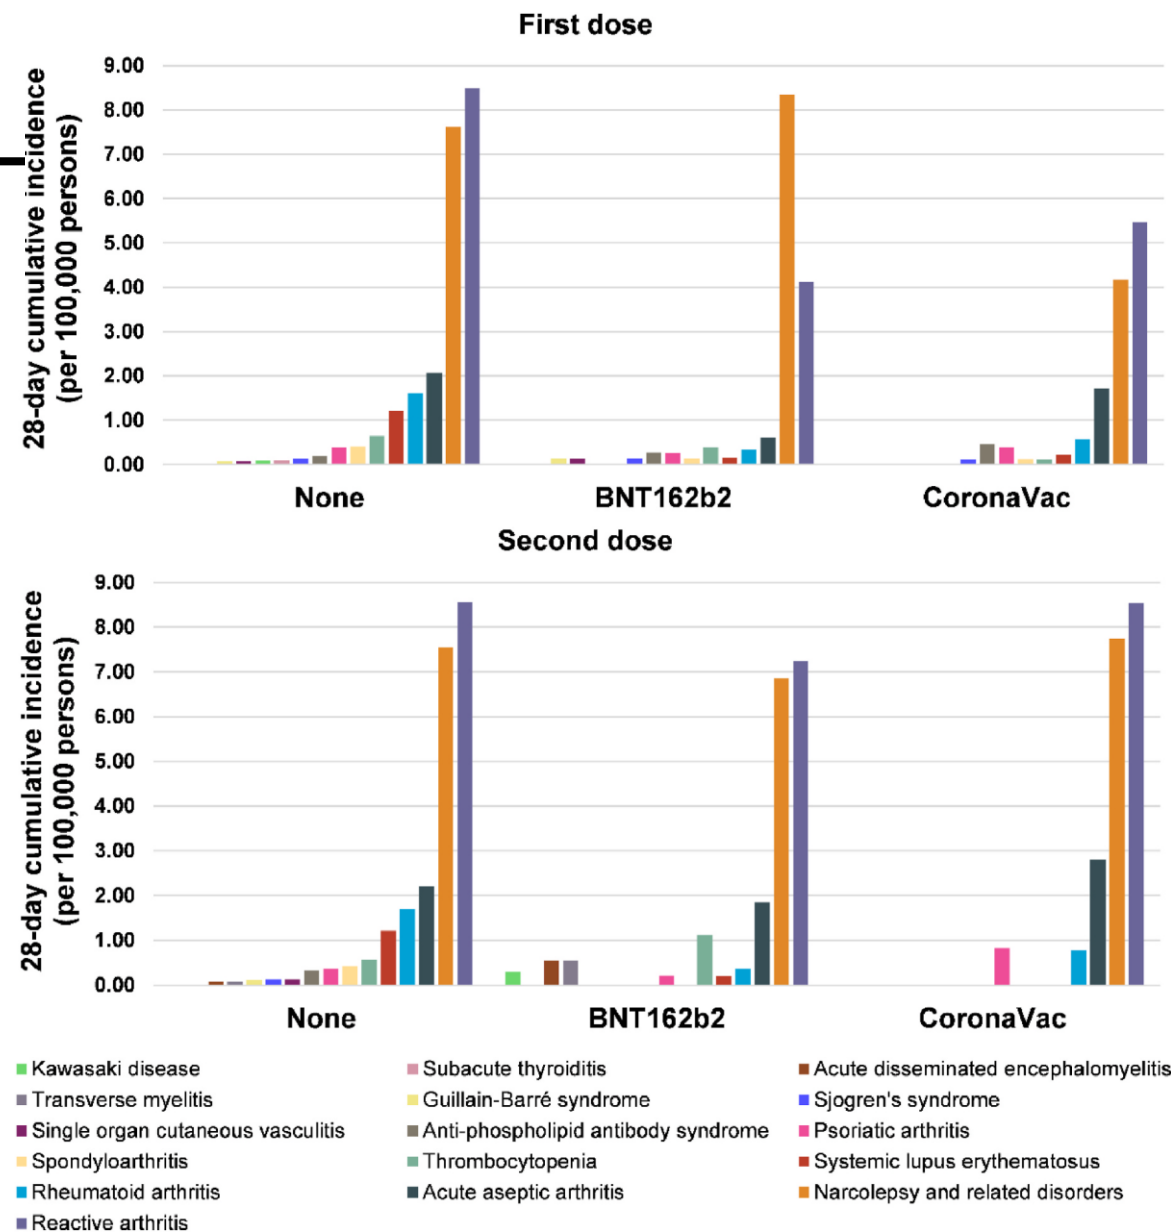 First dose
28-day cumulative incidence
(per 100,000 persons)
9.00
8.00
7.00
6.00
5.00
4.00
3.00
2.00
1.00
0.00
None BNT162b2 CoronaVac
Second dose
28-day cumulative incidence
(per 100,000 persons)
9.00
8.00
7.00
6.00
5.00
4.00
3.00
2.00
1.00
0.00
None BNT162b2 CoronaVac
Kawasaki disease Subacute thyroiditis Acute disseminated encephalomyelitis
Transverse myelitis Guillain-Barré syndrome Sjogren's syndrome
Single organ cutaneous vasculitis Anti-phospholipid antibody syndrome Psoriatic arthritis
Spondyloarthritis Thrombocytopenia Systemic lupus erythematosus
Rheumatoid arthritis Acute aseptic arthritis Narcolepsy and related disorders
Reactive arthritis